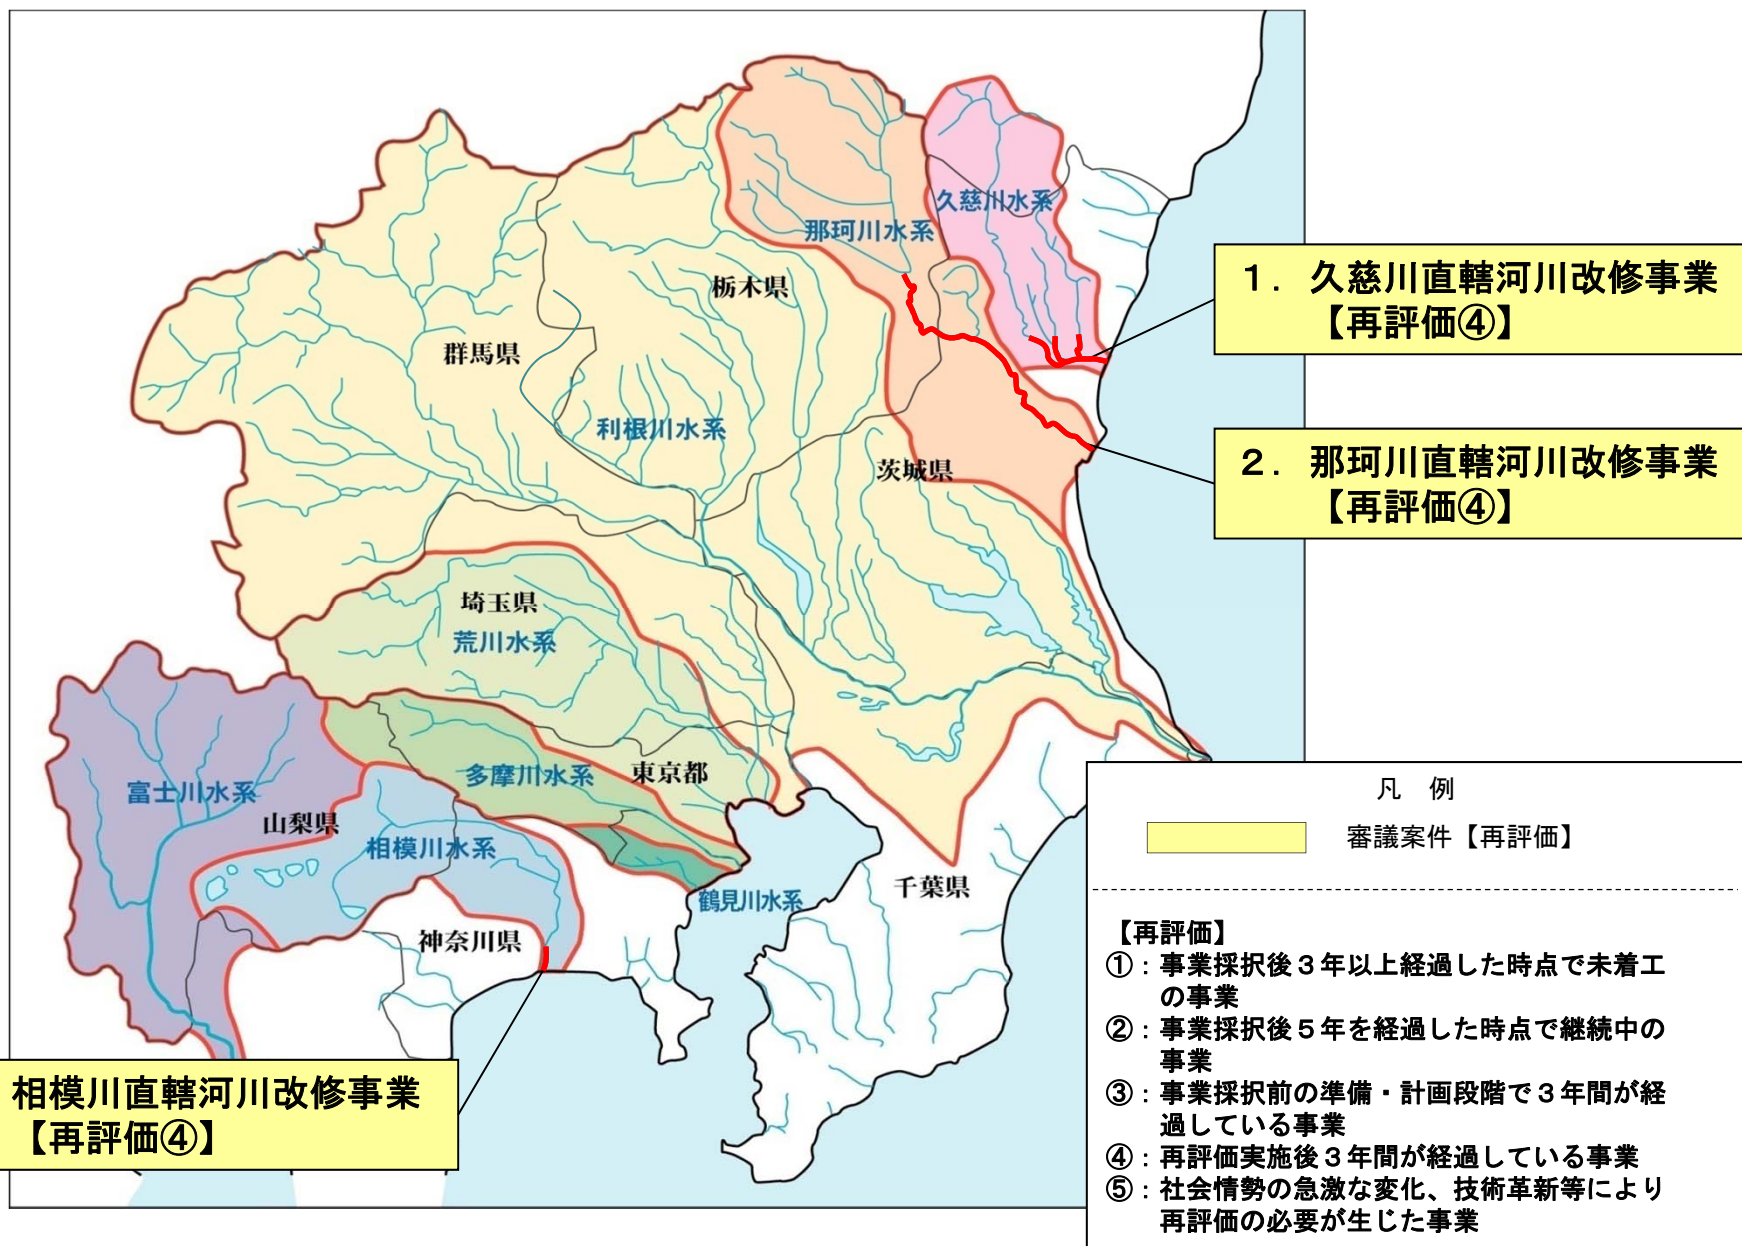 久慈川水系
那珂川水系
栃木県
群馬県
利根川水系
茨城県
埼玉県
荒川水系
多摩川水系
東京都
富士川水系
山梨県
相模川水系
鶴見川水系
千葉県
神奈川県
１．久慈川直轄河川改修事業
【再評価④】
２．那珂川直轄河川改修事業
【再評価④】
相模川直轄河川改修事業
【再評価④】
凡　例
審議案件【再評価】
【再評価】
①：事業採択後３年以上経過した時点で未着工
の事業
②：事業採択後５年を経過した時点で継続中の
事業
③：事業採択前の準備・計画段階で３年間が経
過している事業
④：再評価実施後３年間が経過している事業
⑤：社会情勢の急激な変化、技術革新等により
再評価の必要が生じた事業